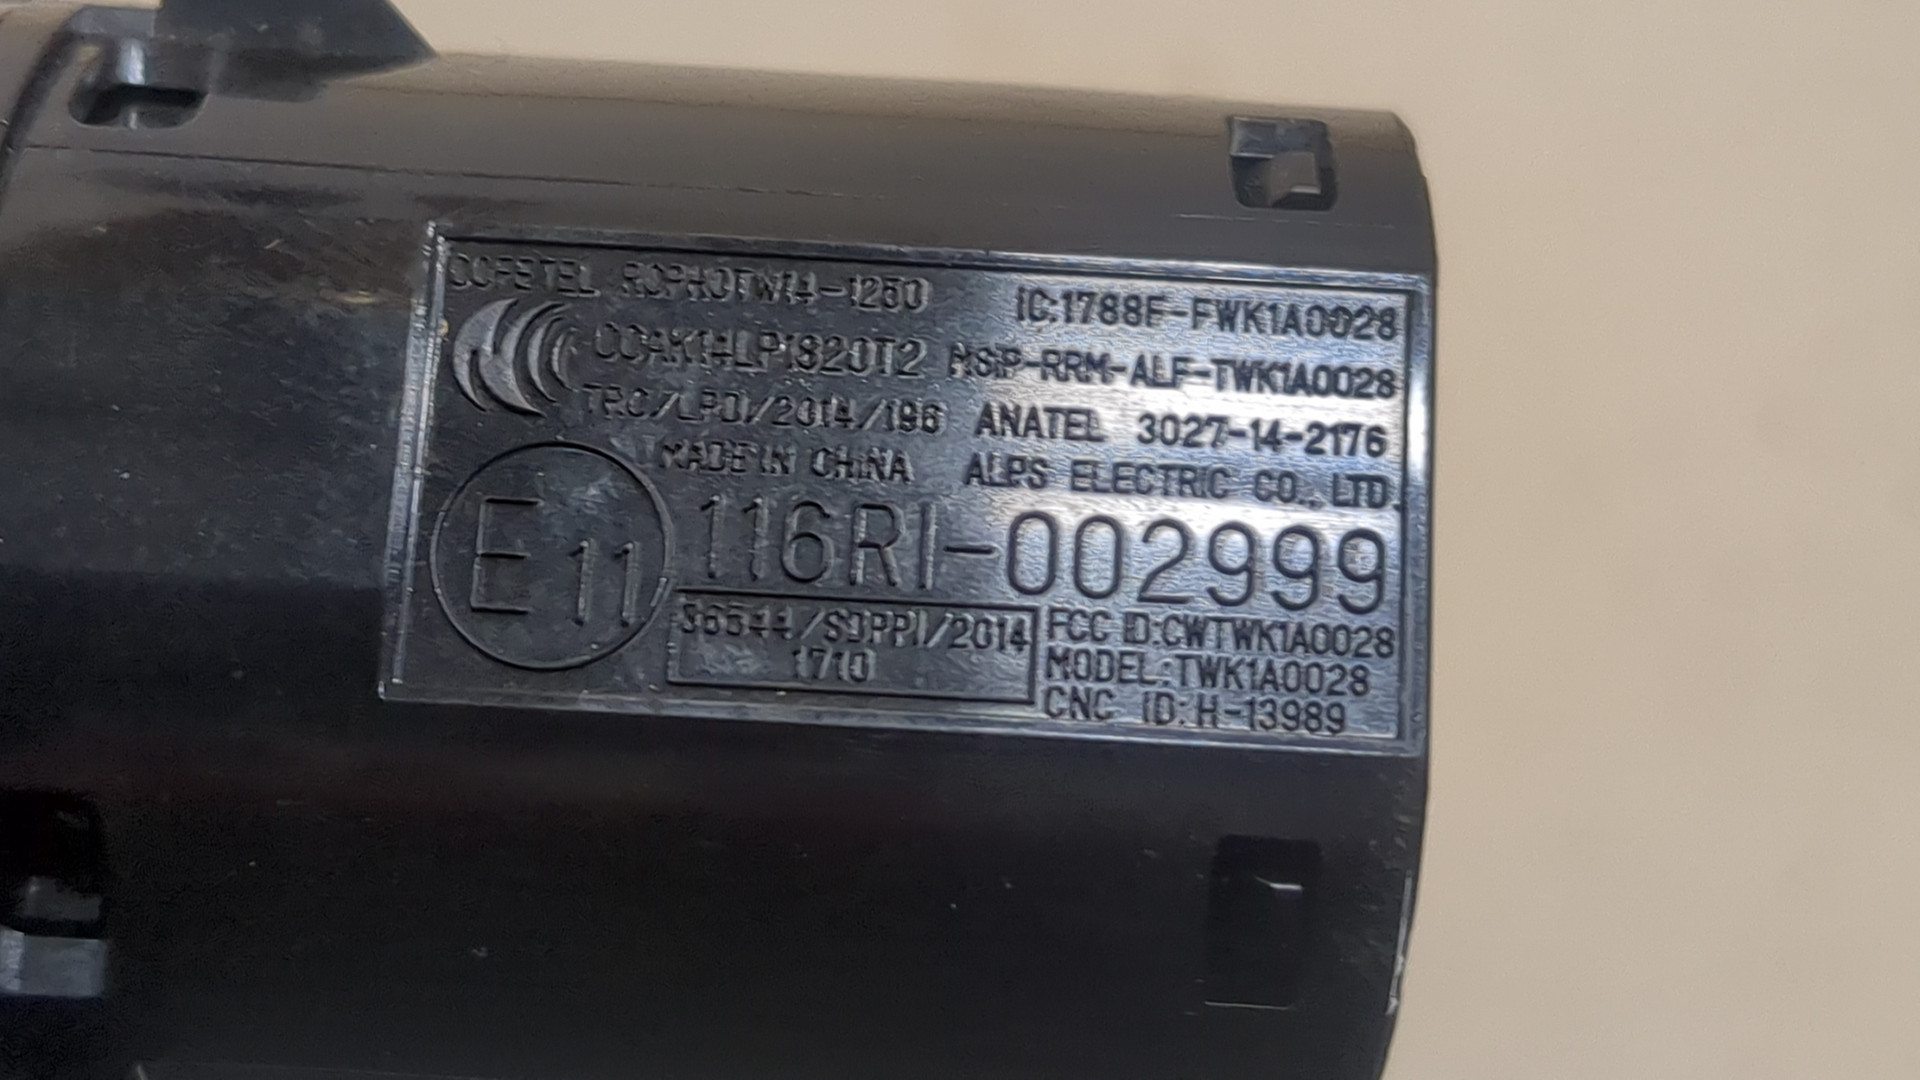 COFETEL RCPHOTW14-1250
IC:1788F-FWK1A0028
CCAK14LP1820T2
MSIP-RRM-ALF-TWK1A0028
TRC/LPD/2014/196
ANATEL 3027-14-2176
MADE IN CHINA
ALPS ELECTRIC CO., LTD.
E 11
116RI-002999
36544/SDPPI/2014
1710
FCC ID:CWTWK1A0028
MODEL:TWK1A0028
CNC ID:H-13989